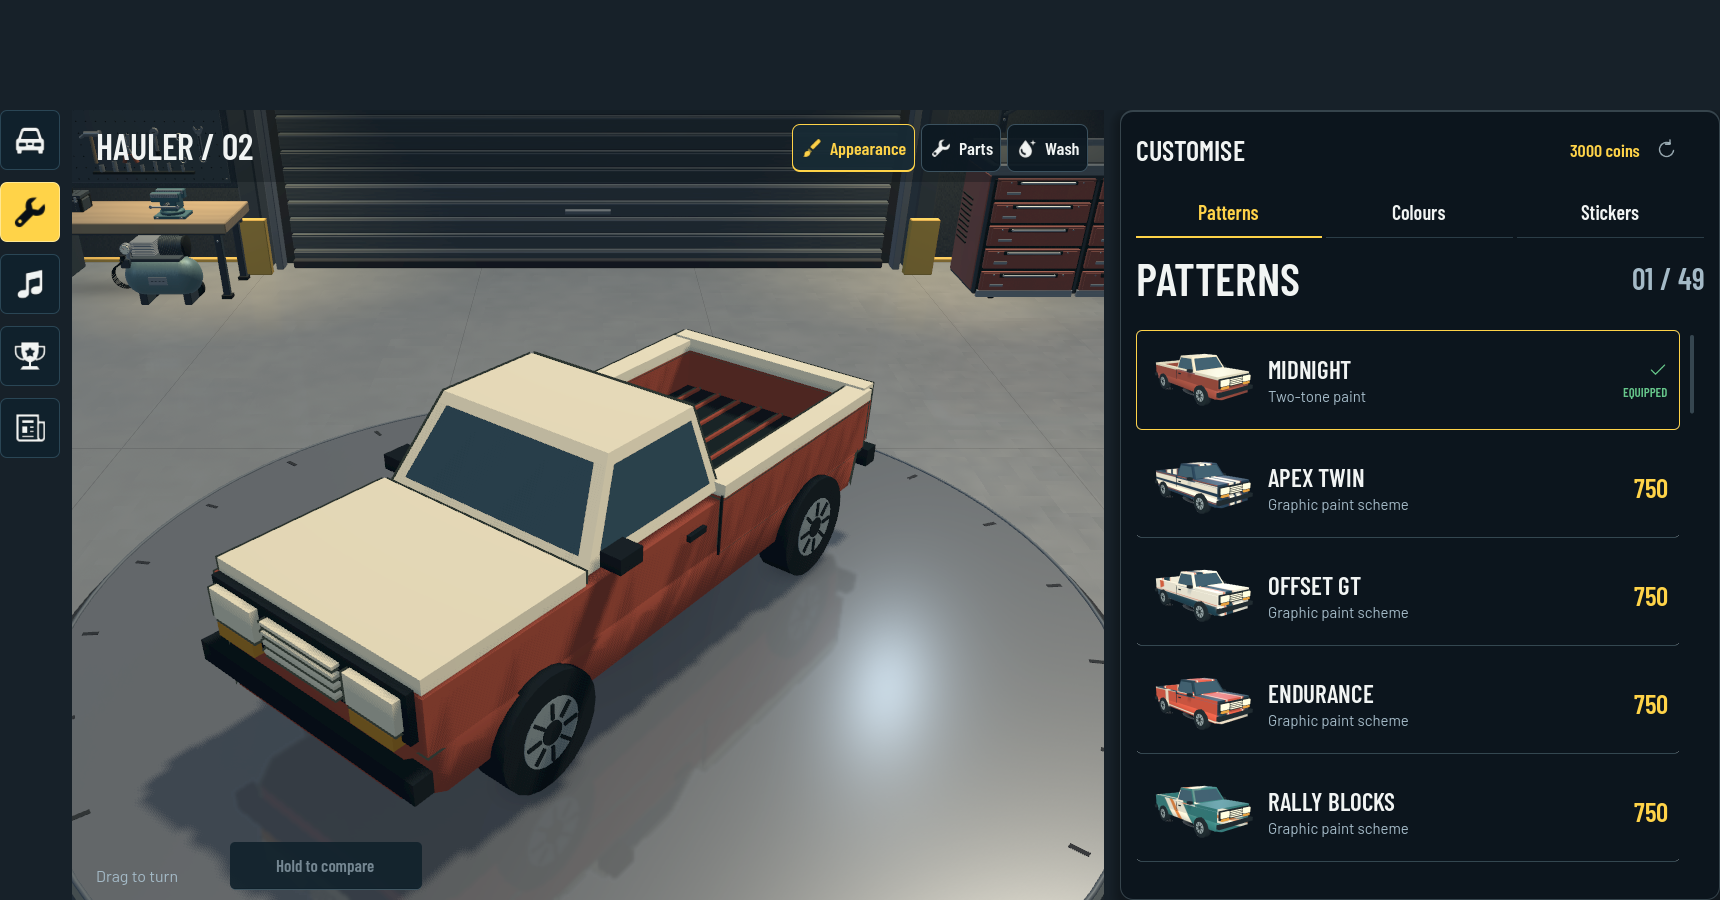 HAULER / 02
Appearance
Parts
Wash
Drag to turn
Hold to compare
CUSTOMISE
3000 coins
Patterns
Colours
Stickers
PATTERNS
01 / 49
MIDNIGHT
Two-tone paint
EQUIPPED
APEX TWIN
Graphic paint scheme
750
OFFSET GT
Graphic paint scheme
750
ENDURANCE
Graphic paint scheme
750
RALLY BLOCKS
Graphic paint scheme
750